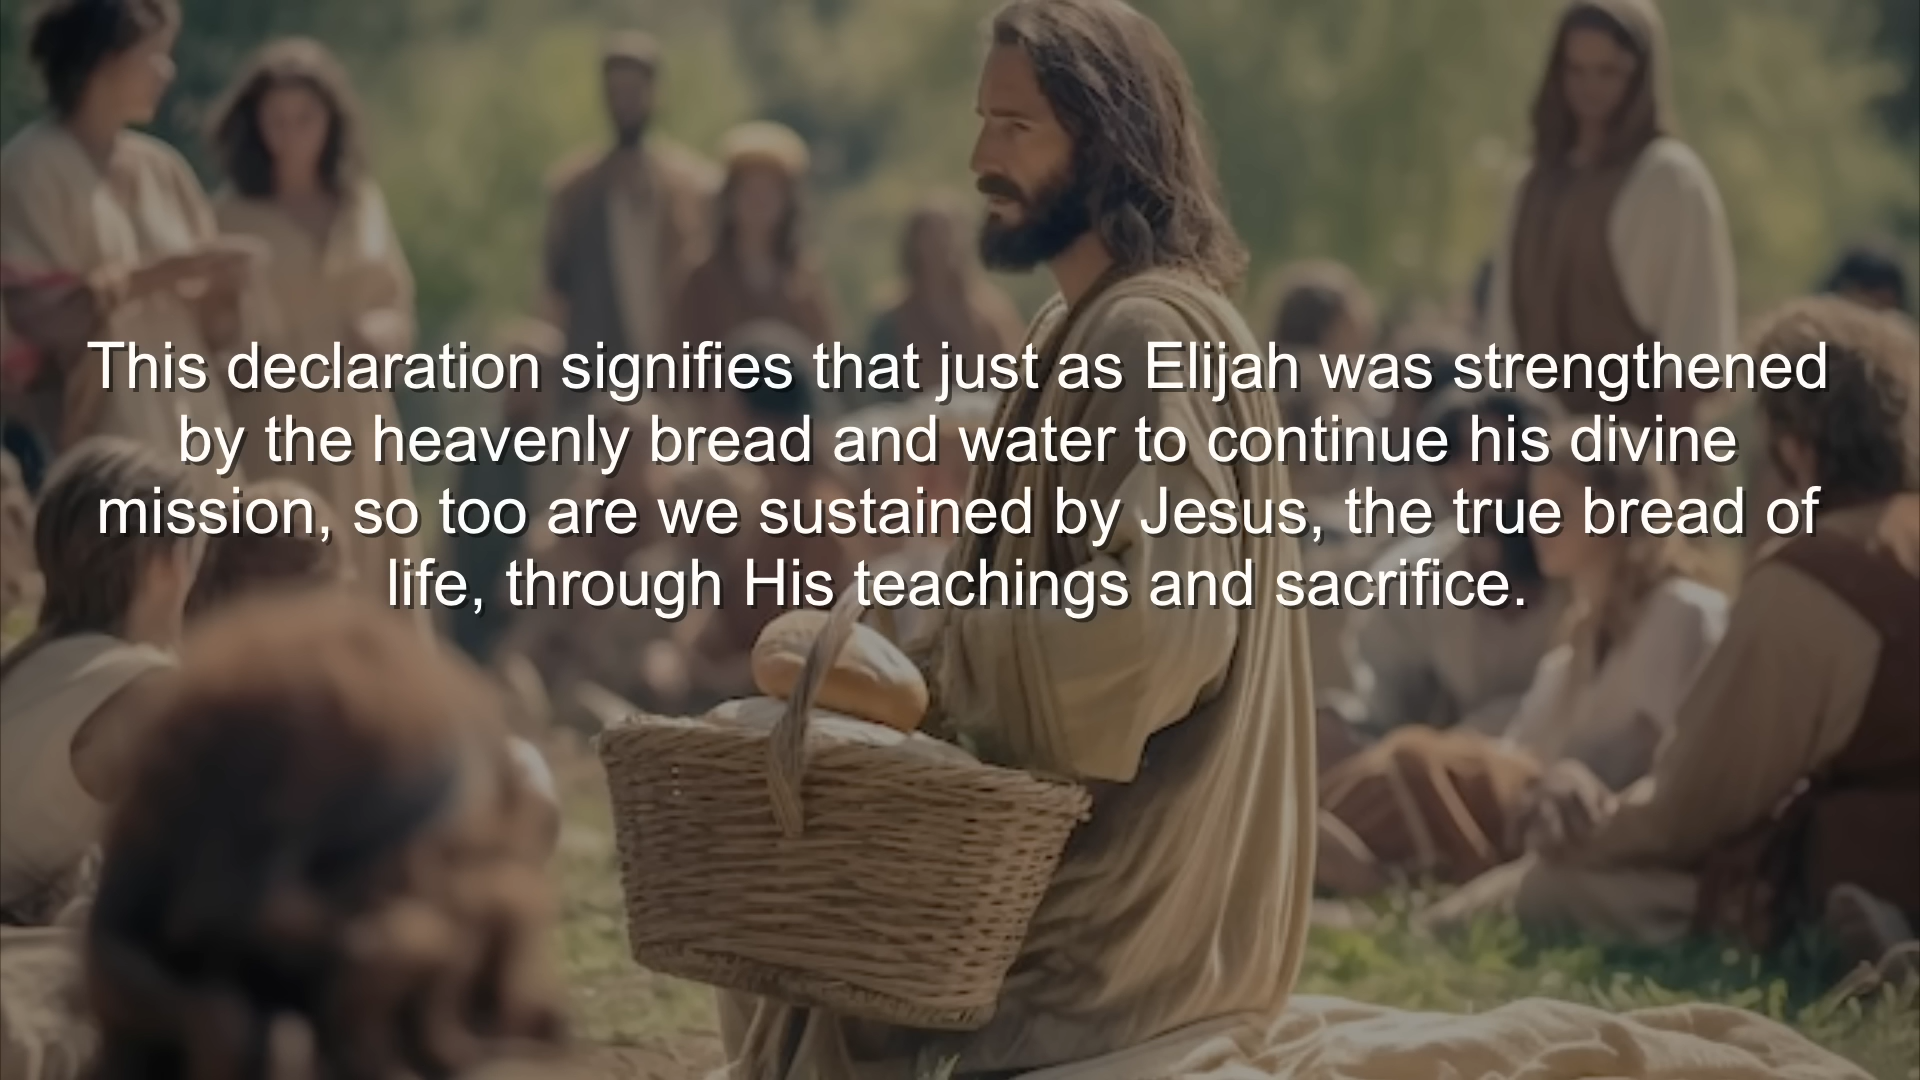 This declaration signifies that just as Elijah was strengthened
by the heavenly bread and water to continue his divine
mission, so too are we sustained by Jesus, the true bread of
life, through His teachings and sacrifice.